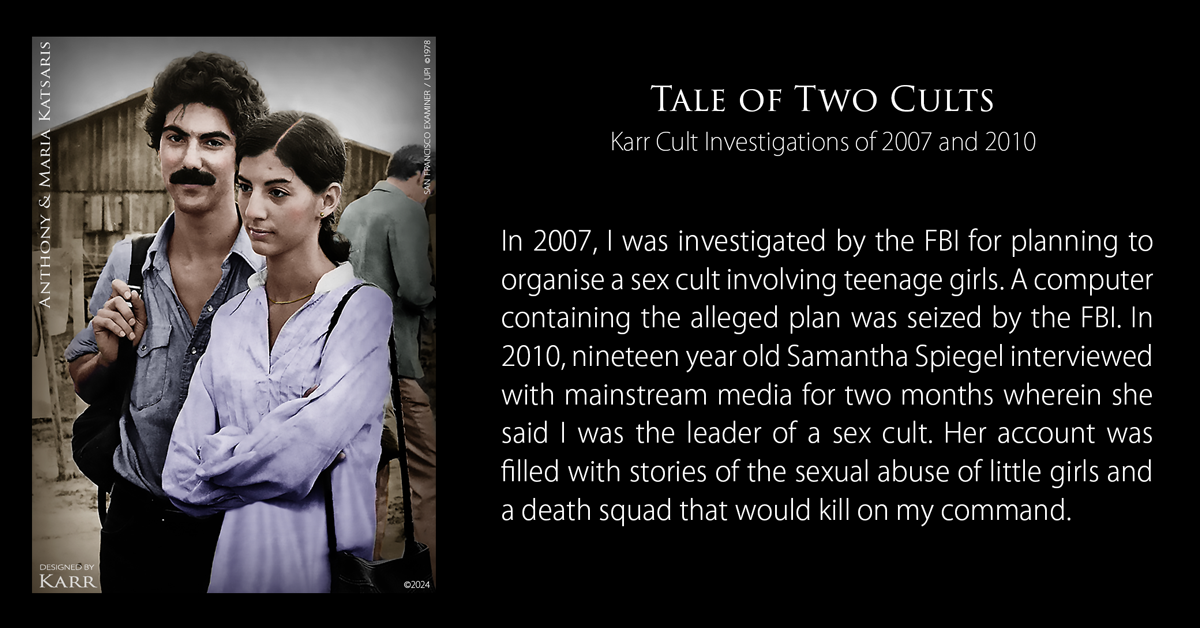 ANTHONY & MARIA KATSARIS
SAN FRANCISCO EXAMINER / UPI ©1978
DESIGNED BY
KARR
©2024
TALE OF TWO CULTS
Karr Cult Investigations of 2007 and 2010
In 2007, I was investigated by the FBI for planning to
organise a sex cult involving teenage girls. A computer
containing the alleged plan was seized by the FBI. In
2010, nineteen year old Samantha Spiegel interviewed
with mainstream media for two months wherein she
said I was the leader of a sex cult. Her account was
filled with stories of the sexual abuse of little girls and
a death squad that would kill on my command.